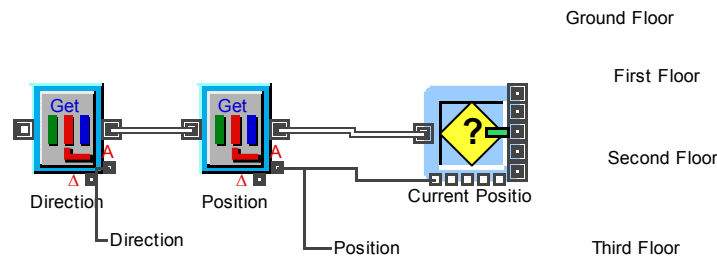 Ground Floor
First Floor
Get
Get
?
A
A
Second Floor
Δ
Δ
Direction
Position
Current Positio
Direction
Position
Third Floor